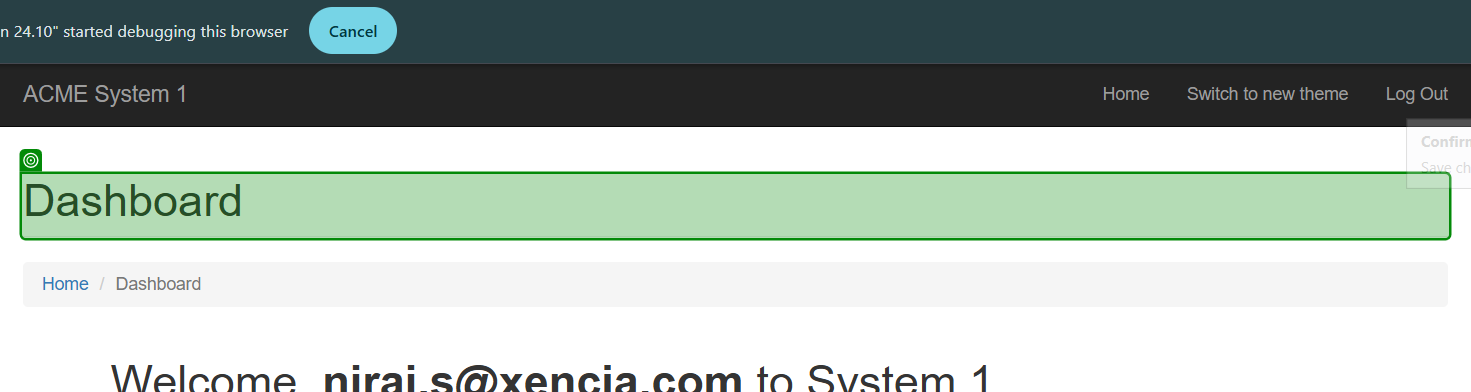 n 24.10" started debugging this browser Cancel
ACME System 1 Home Switch to new theme Log Out
Confirm
Save ch
Dashboard
Home / Dashboard
Welcome, niraj.s@xencia.com to System 1